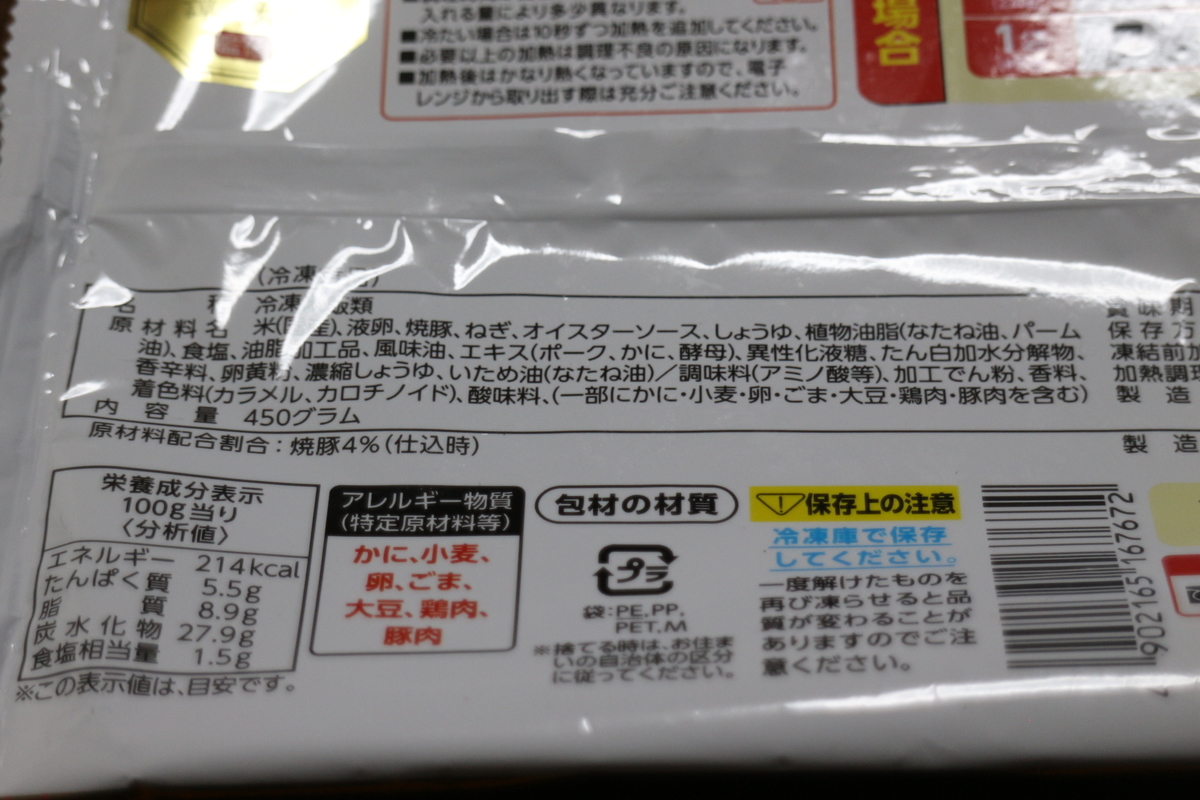 入れる量により多少異なります。
■冷たい場合は10秒ずつ加熱を追加してください。
■必要以上の加熱は調理不良の原因になります。
■加熱後はかなり熱くなっていますので、電子
レンジから取り出す際は充分ご注意ください。
場合
1
(冷凍
名 称 冷凍 飯類
原材料名 米(国産)、液卵、焼豚、ねぎ、オイスターソース、しょうゆ、植物油脂(なたね油、パーム
油)、食塩、油脂加工品、風味油、エキス(ポーク、かに、酵母)、異性化液糖、たん白加水分解物、
香辛料、卵黄粉、濃縮しょうゆ、いため油(なたね油)／調味料(アミノ酸等)、加工でん粉、香料、
着色料(カラメル、カロチノイド)、酸味料、(一部にかに・小麦・卵・ごま・大豆・鶏肉・豚肉を含む)
内容量 450グラム
賞味期
保存方
凍結前加
加熱調理
製 造
原材料配合割合：焼豚4%(仕込時)
製 造
栄養成分表示
100g当り
〈分析値〉
エネルギー 214kcal
たんぱく質 5.5g
脂質 8.9g
炭水化物 27.9g
食塩相当量 1.5g
※この表示値は、目安です。
アレルギー物質
(特定原材料等)
かに、小麦、
卵、ごま、
大豆、鶏肉、
豚肉
包材の材質
プラ
袋：PE,PP,
PET,M
※捨てる時は、お住ま
いの自治体の区分
に従ってください。
保存上の注意
冷凍庫で保存
してください。
一度解けたものを
再び凍らせると品
質が変わることが
ありますのでご注
意ください。
4 902165 167672